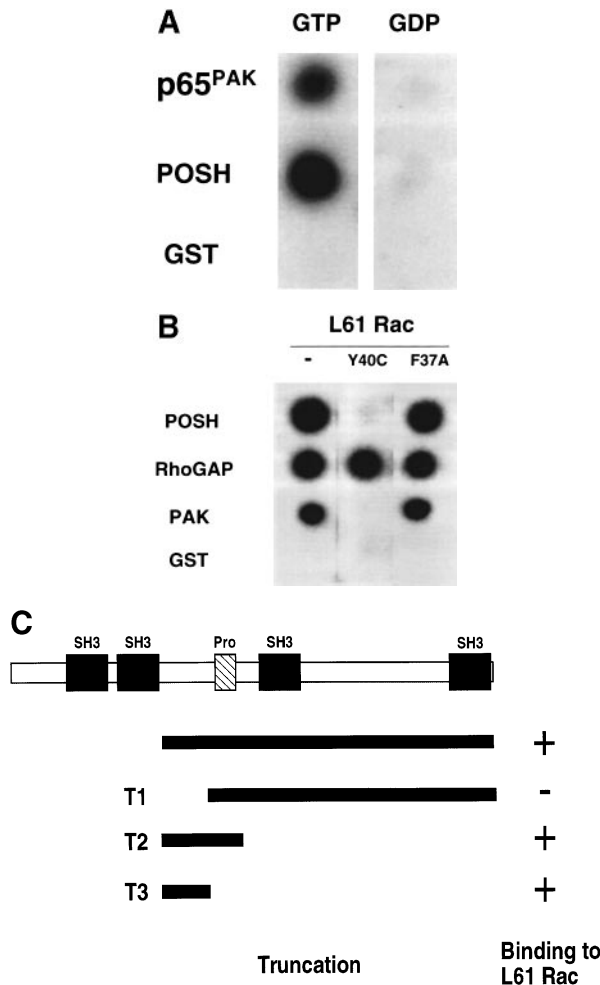 A
GTP GDP
p65PAK
POSH
GST
B
L61 Rac
- Y40C F37A
POSH
RhoGAP
PAK
GST
C
SH3 SH3 Pro SH3 SH3
+
T1 -
T2 +
T3 +
Truncation
Binding to
L61 Rac